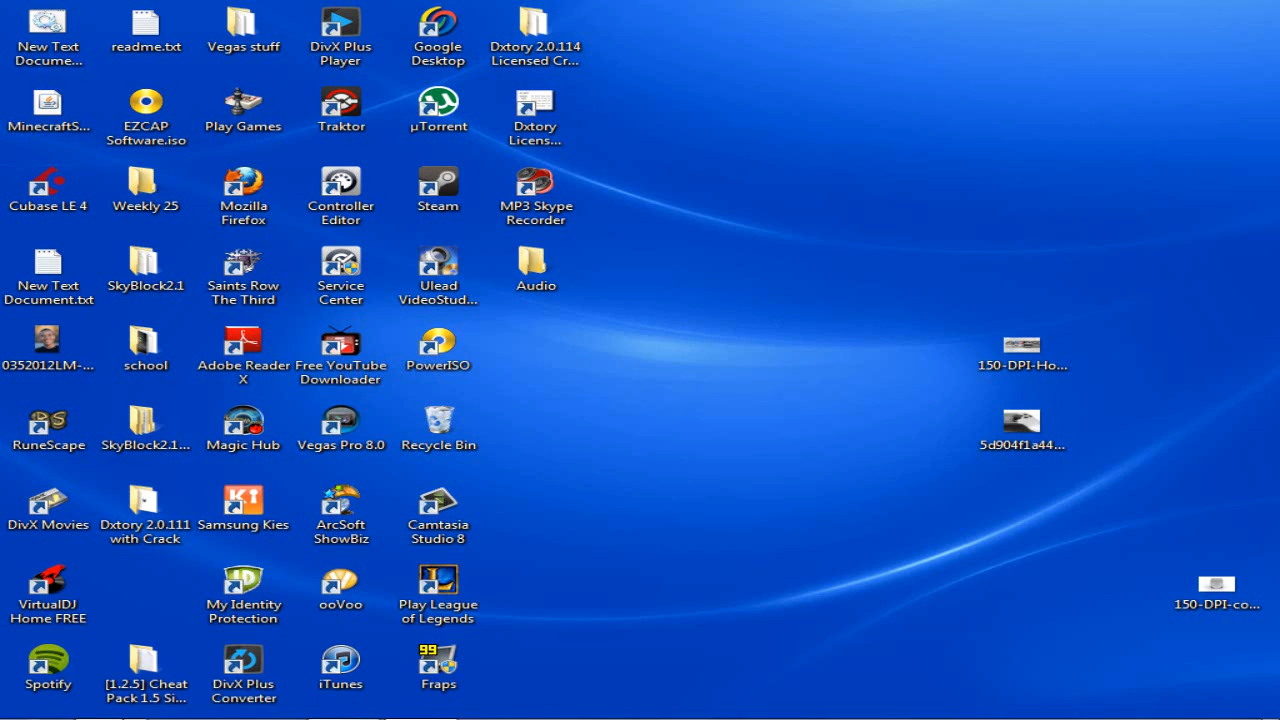 New Text
Docume...
readme.txt
Vegas stuff
DivX Plus
Player
Google
Desktop
Dxtory 2.0.114
Licensed Cr...
MinecraftS...
EZCAP
Software.iso
Play Games
Traktor
µTorrent
Dxtory
Licens...
Cubase LE 4
Weekly 25
Mozilla
Firefox
Controller
Editor
Steam
MP3 Skype
Recorder
New Text
Document.txt
SkyBlock2.1
Saints Row
The Third
Service
Center
Ulead
VideoStud...
Audio
0352012LM-...
school
Adobe Reader
X
Free YouTube
Downloader
PowerISO
150-DPI-Ho...
RuneScape
SkyBlock2.1...
Magic Hub
Vegas Pro 8.0
Recycle Bin
5d904f1a44...
DivX Movies
Dxtory 2.0.111
with Crack
Ki
Samsung Kies
ArcSoft
ShowBiz
Camtasia
Studio 8
VirtualDJ
Home FREE
ID
My Identity
Protection
ooVoo
L
Play League
of Legends
150-DPI-co...
Spotify
[1.2.5] Cheat
Pack 1.5 Si...
DivX Plus
Converter
iTunes
99
Fraps